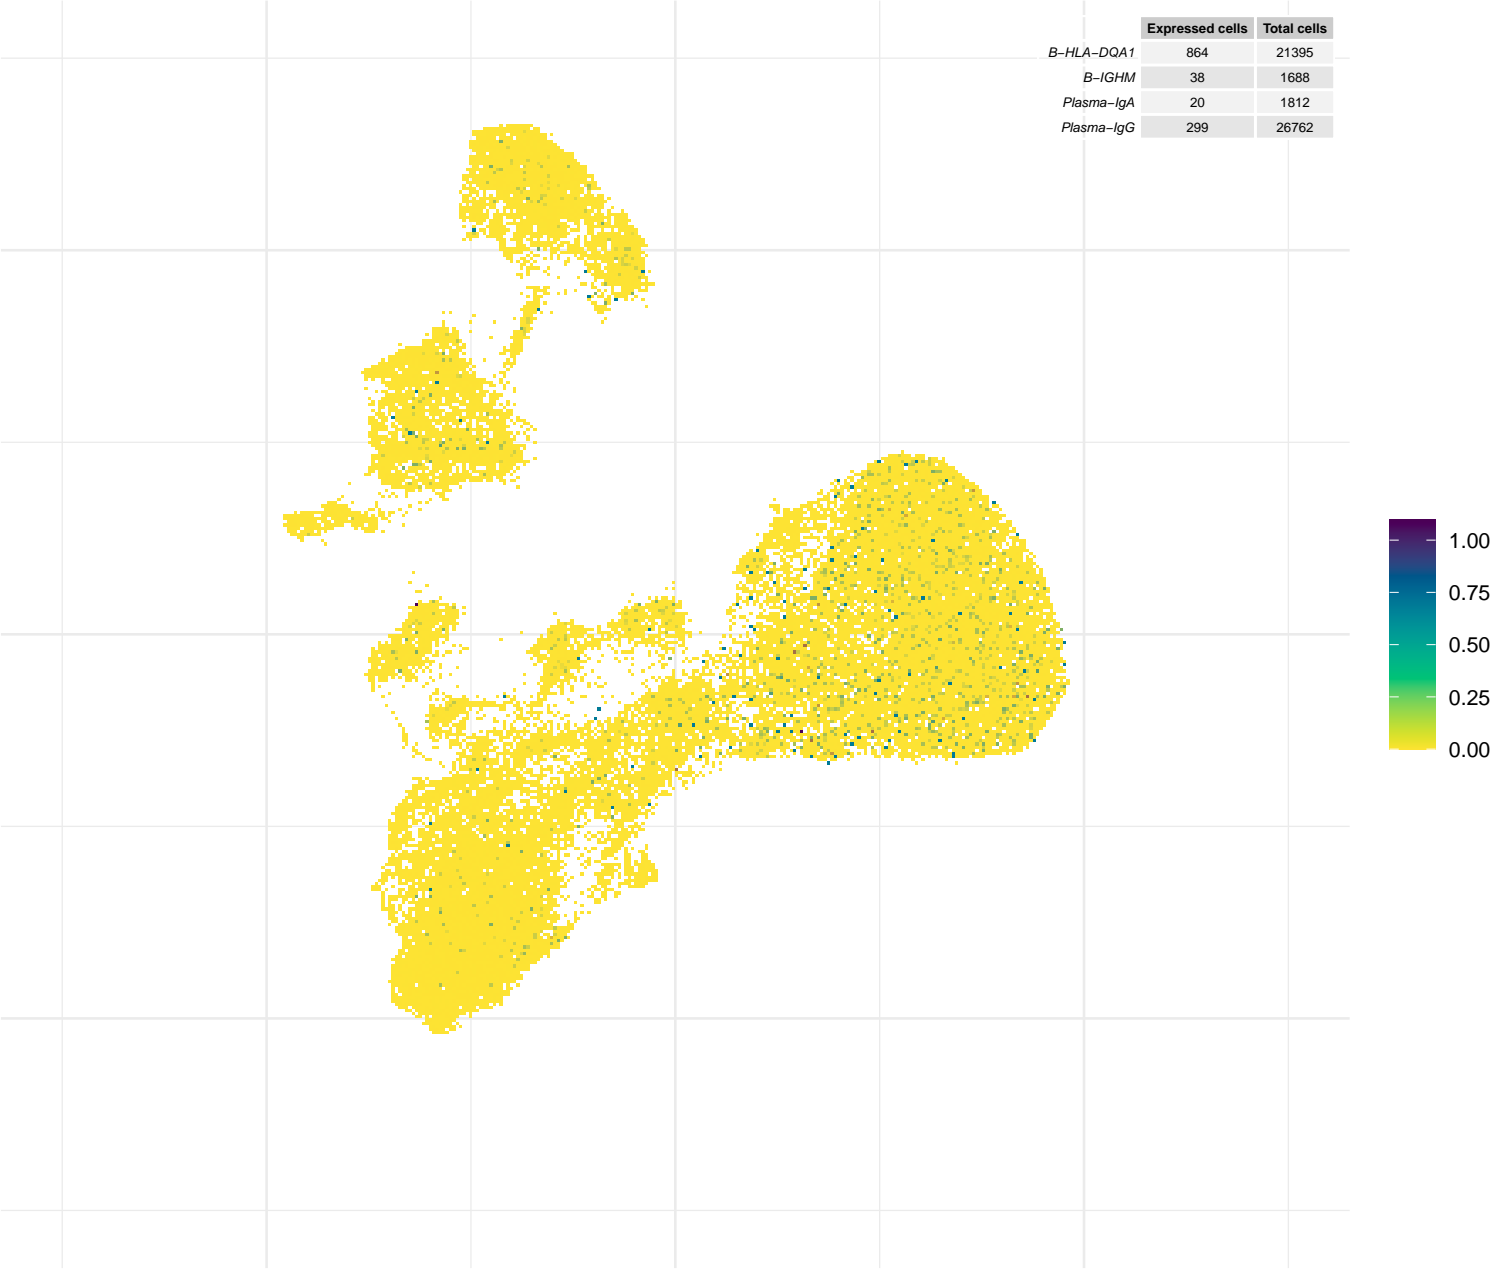 Expressed cells Total cells
B−HLA−DQA1 864 21395
B−IGHM 38 1688
Plasma−IgA 20 1812
Plasma−IgG 299 26762
1.00
0.75
0.50
0.25
0.00